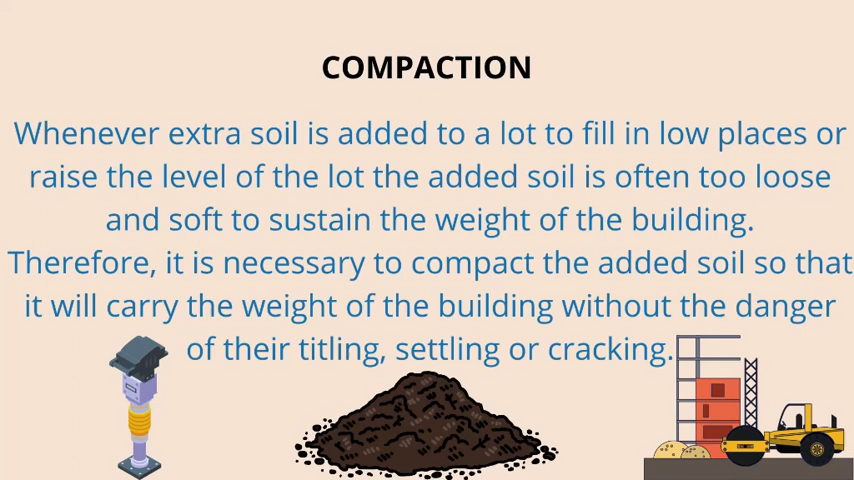 COMPACTION
Whenever extra soil is added to a lot to fill in low places or
raise the level of the lot the added soil is often too loose
and soft to sustain the weight of the building.
Therefore, it is necessary to compact the added soil so that
it will carry the weight of the building without the danger
of their titling, settling or cracking.